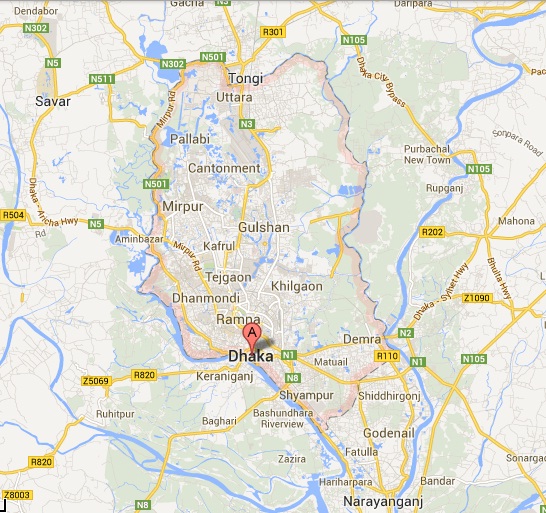 Gacha
Daripara
Dendabor
N3
N302
R301
N105
N501
N302
N5
Tongi
N511
Dhaka City Bypass
Uttara
Savar
Mirpur Rd
N3
Sonpara Road
Pallabi
Purbachal
New Town
N105
Cantonment
N501
Rupganj
Dhaka - Aricha Hwy
Mirpur
R504
N5
Gulshan
Mahona
Rd
R202
Aminbazar
Kafrul
Mirpur Rd
Bhulta Hwy
Tejgaon
Khilgaon
Dhaka - Sylhet Hwy
Dhanmondi
Z1090
Ramna
A
N2
Demra
Dhaka
N1
R110
N1
Matuail
Keraniganj
R820
Z5069
N8
Shyampur
Shiddhirgonj
Ruhitpur
Bashundhara
Riverview
Baghari
Godenail
Fatulla
Zazira
R820
Sonarga
Hariharpara
Bandar
Z8003
N8
Narayanganj